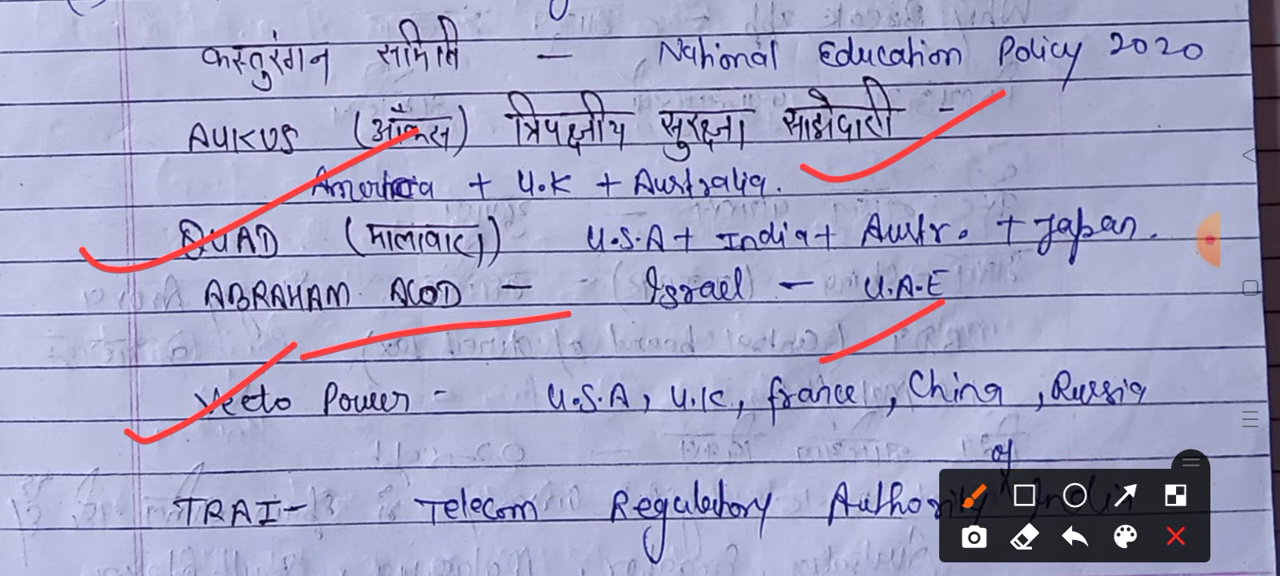 कस्तुरंगन समिति – National Education Policy 2020
AUKUS (ऑकस) त्रिपक्षीय सुरक्षा साझेदारी -
America + U.K + Australia.
QUAD (मालाबार) U.S.A + India + Austr. + Japan.
ABRAHAM ACOD – Israel – U.A.E
Veeto Power - U.S.A, U.K, france, China, Russia
TRAI- Telecom Regulatory Authority of India